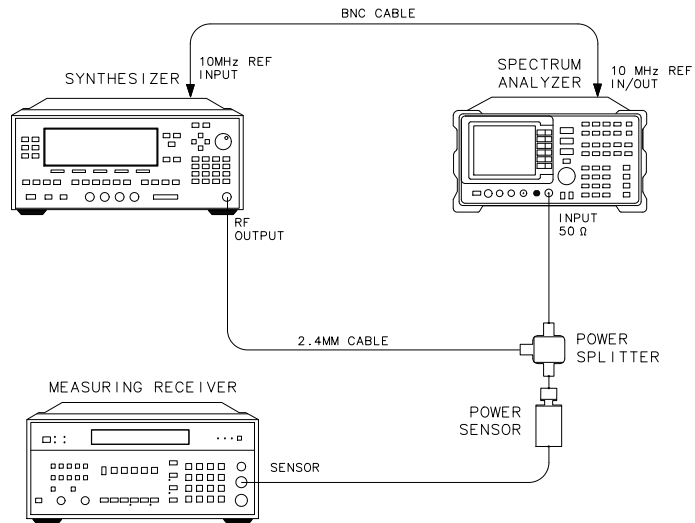 BNC CABLE
SYNTHESIZER
10MHz REF
INPUT
SPECTRUM
ANALYZER
10 MHz REF
IN/OUT
RF
OUTPUT
INPUT
50 Ω
2.4MM CABLE
POWER
SPLITTER
MEASURING RECEIVER
POWER
SENSOR
SENSOR